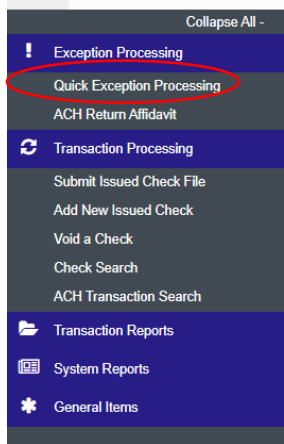 Collapse All -
Exception Processing
Quick Exception Processing
ACH Return Affidavit
Transaction Processing
Submit Issued Check File
Add New Issued Check
Void a Check
Check Search
ACH Transaction Search
Transaction Reports
System Reports
General Items